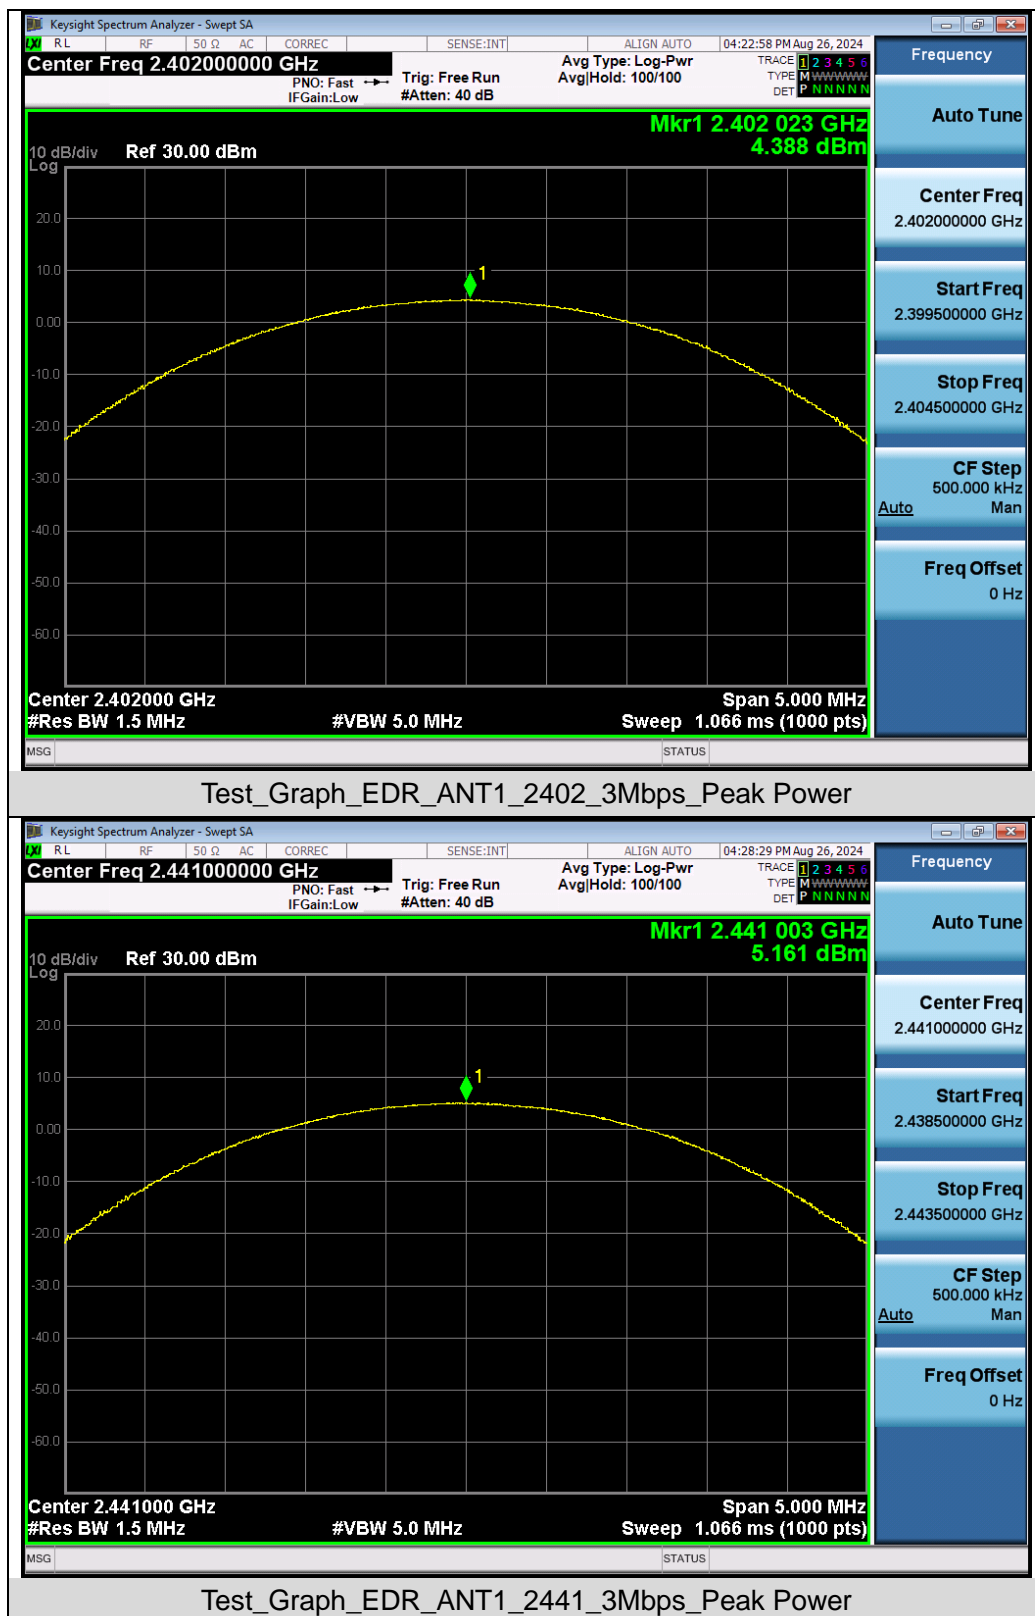 Keysight Spectrum Analyzer - Swept SA
LXI RL RF 50 Ω AC CORREC SENSE:INT ALIGN AUTO 04:22:58 PM Aug 26, 2024
Center Freq 2.402000000 GHz
PNO: Fast
IFGain:Low
Trig: Free Run
#Atten: 40 dB
Avg Type: Log-Pwr
Avg|Hold: 100/100
TRACE 1 2 3 4 5 6
TYPE M WWWWW
DET P N N N N N
Mkr1 2.402 023 GHz
4.388 dBm
10 dB/div Ref 30.00 dBm
Log
20.0
10.0
0.00
-10.0
-20.0
-30.0
-40.0
-50.0
-60.0
1
Center 2.402000 GHz Span 5.000 MHz
#Res BW 1.5 MHz #VBW 5.0 MHz Sweep 1.066 ms (1000 pts)
MSG STATUS
Frequency
Auto Tune
Center Freq
2.402000000 GHz
Start Freq
2.399500000 GHz
Stop Freq
2.404500000 GHz
CF Step
500.000 kHz
Auto Man
Freq Offset
0 Hz
Test_Graph_EDR_ANT1_2402_3Mbps_Peak Power
Keysight Spectrum Analyzer - Swept SA
LXI RL RF 50 Ω AC CORREC SENSE:INT ALIGN AUTO 04:28:29 PM Aug 26, 2024
Center Freq 2.441000000 GHz
PNO: Fast
IFGain:Low
Trig: Free Run
#Atten: 40 dB
Avg Type: Log-Pwr
Avg|Hold: 100/100
TRACE 1 2 3 4 5 6
TYPE M WWWWW
DET P N N N N N
Mkr1 2.441 003 GHz
5.161 dBm
10 dB/div Ref 30.00 dBm
Log
20.0
10.0
0.00
-10.0
-20.0
-30.0
-40.0
-50.0
-60.0
1
Center 2.441000 GHz Span 5.000 MHz
#Res BW 1.5 MHz #VBW 5.0 MHz Sweep 1.066 ms (1000 pts)
MSG STATUS
Frequency
Auto Tune
Center Freq
2.441000000 GHz
Start Freq
2.438500000 GHz
Stop Freq
2.443500000 GHz
CF Step
500.000 kHz
Auto Man
Freq Offset
0 Hz
Test_Graph_EDR_ANT1_2441_3Mbps_Peak Power